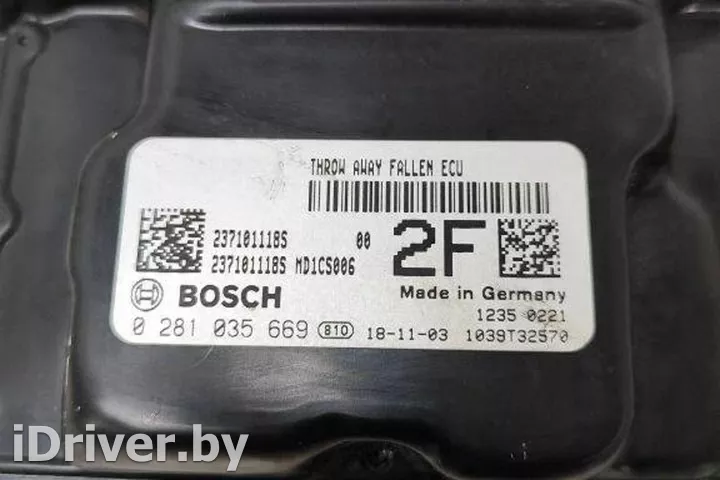 THROW AWAY FALLEN ECU
237101118S 00
237101118S MD1CS006
2F
BOSCH
Made in Germany
1235 0221
0 281 035 669 810 18-11-03 1039T32570
iDriver.by